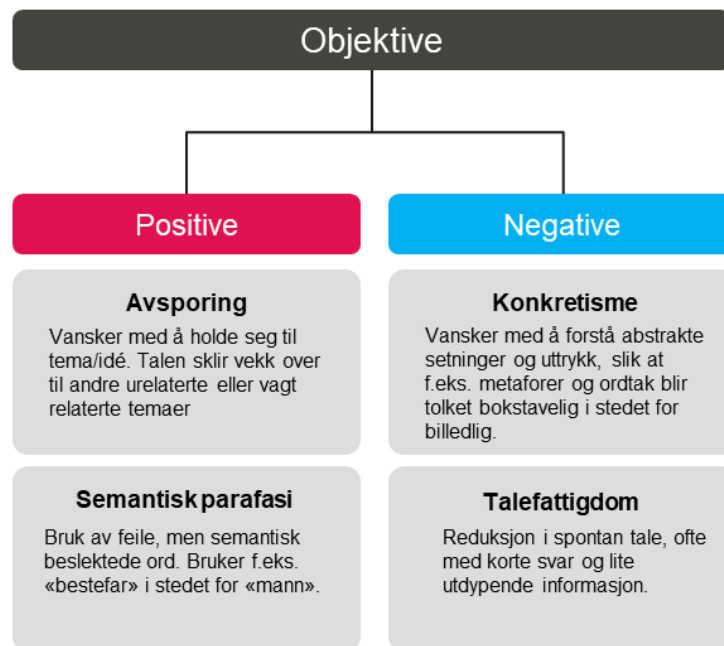 Objektive
Positive
Negative
Avsporing
Vansker med å holde seg til
tema/idé. Talen sklir vekk over
til andre urelaterte eller vagt
relaterte temaer
Konkretisme
Vansker med å forstå abstrakte
setninger og uttrykk, slik at
f.eks. metaforer og ordtak blir
tolket bokstavelig i stedet for
billedlig.
Semantisk parafasi
Bruk av feile, men semantisk
beslektede ord. Bruker f.eks.
«bestefar» i stedet for «mann».
Talefattigdom
Reduksjon i spontan tale, ofte
med korte svar og lite
utdypende informasjon.